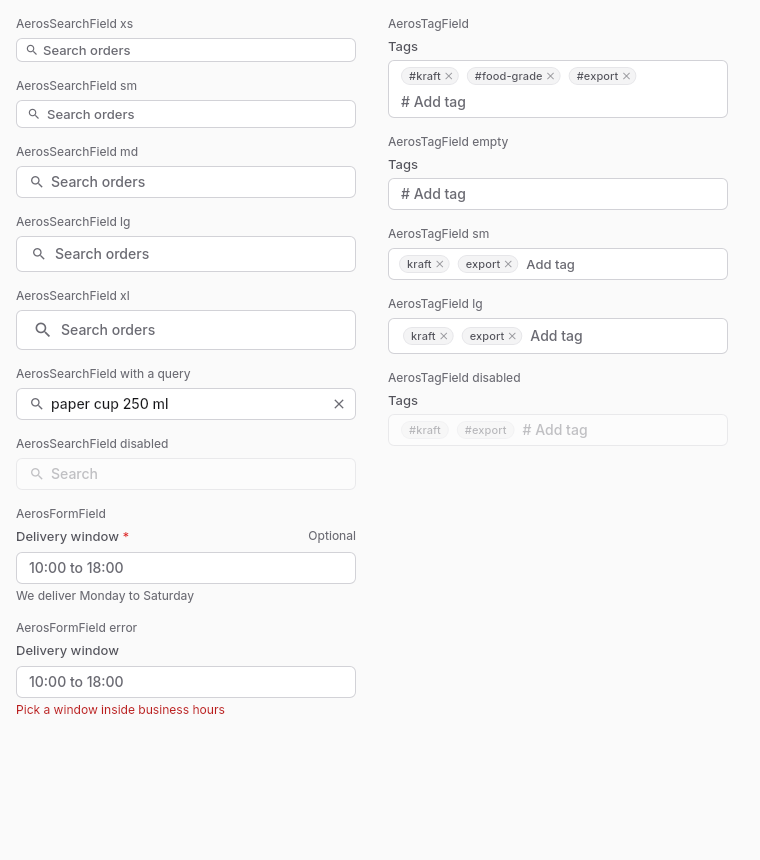 AerosSearchField xs
Search orders
AerosSearchField sm
Search orders
AerosSearchField md
Search orders
AerosSearchField lg
Search orders
AerosSearchField xl
Search orders
AerosSearchField with a query
paper cup 250 ml
AerosSearchField disabled
Search
AerosFormField
Delivery window * Optional
10:00 to 18:00
We deliver Monday to Saturday
AerosFormField error
Delivery window
10:00 to 18:00
Pick a window inside business hours
AerosTagField
Tags
#kraft #food-grade #export
# Add tag
AerosTagField empty
Tags
# Add tag
AerosTagField sm
kraft export Add tag
AerosTagField lg
kraft export Add tag
AerosTagField disabled
Tags
#kraft #export # Add tag